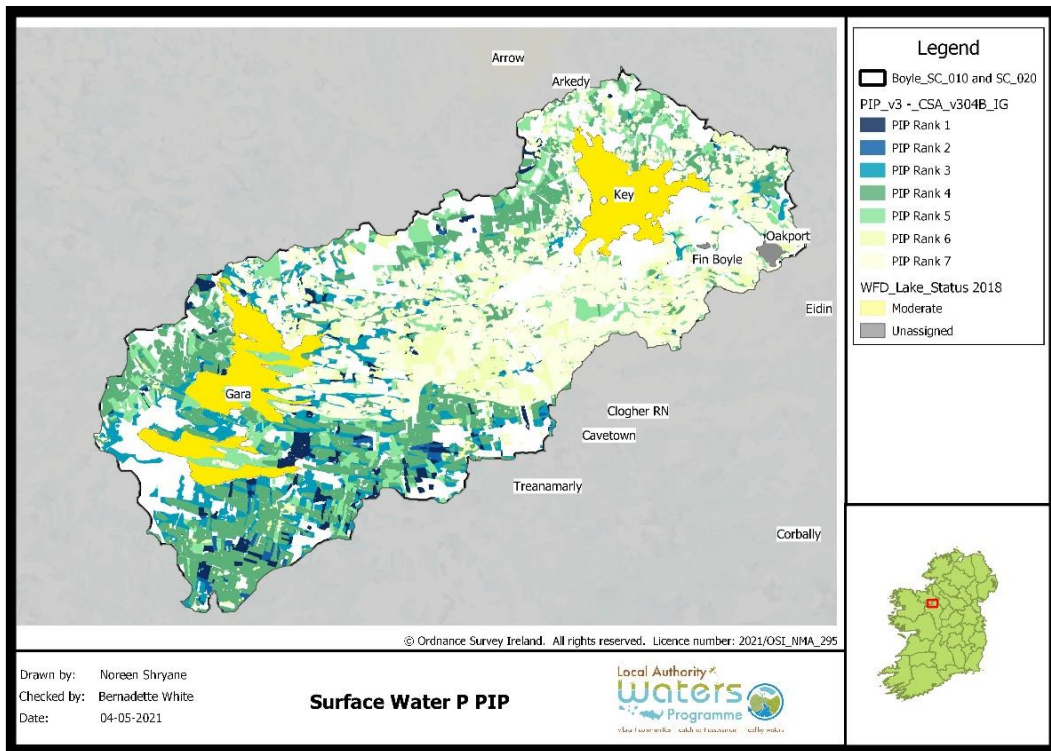 Arrow
Arkedy
Key
Oakport
Fin Boyle
Eidin
Gara
Clogher RN
Cavetown
Treanamarly
Corbally
© Ordnance Survey Ireland. All rights reserved. Licence number: 2021/OSI_NMA_295
Legend
Boyle_SC_010 and SC_020
PIP_v3 -_CSA_v304B_IG
PIP Rank 1
PIP Rank 2
PIP Rank 3
PIP Rank 4
PIP Rank 5
PIP Rank 6
PIP Rank 7
WFD_Lake_Status 2018
Moderate
Unassigned
Drawn by: Noreen Shryane
Checked by: Bernadette White
Date: 04-05-2021
Surface Water P PIP
Local Authority
Waters
Programme